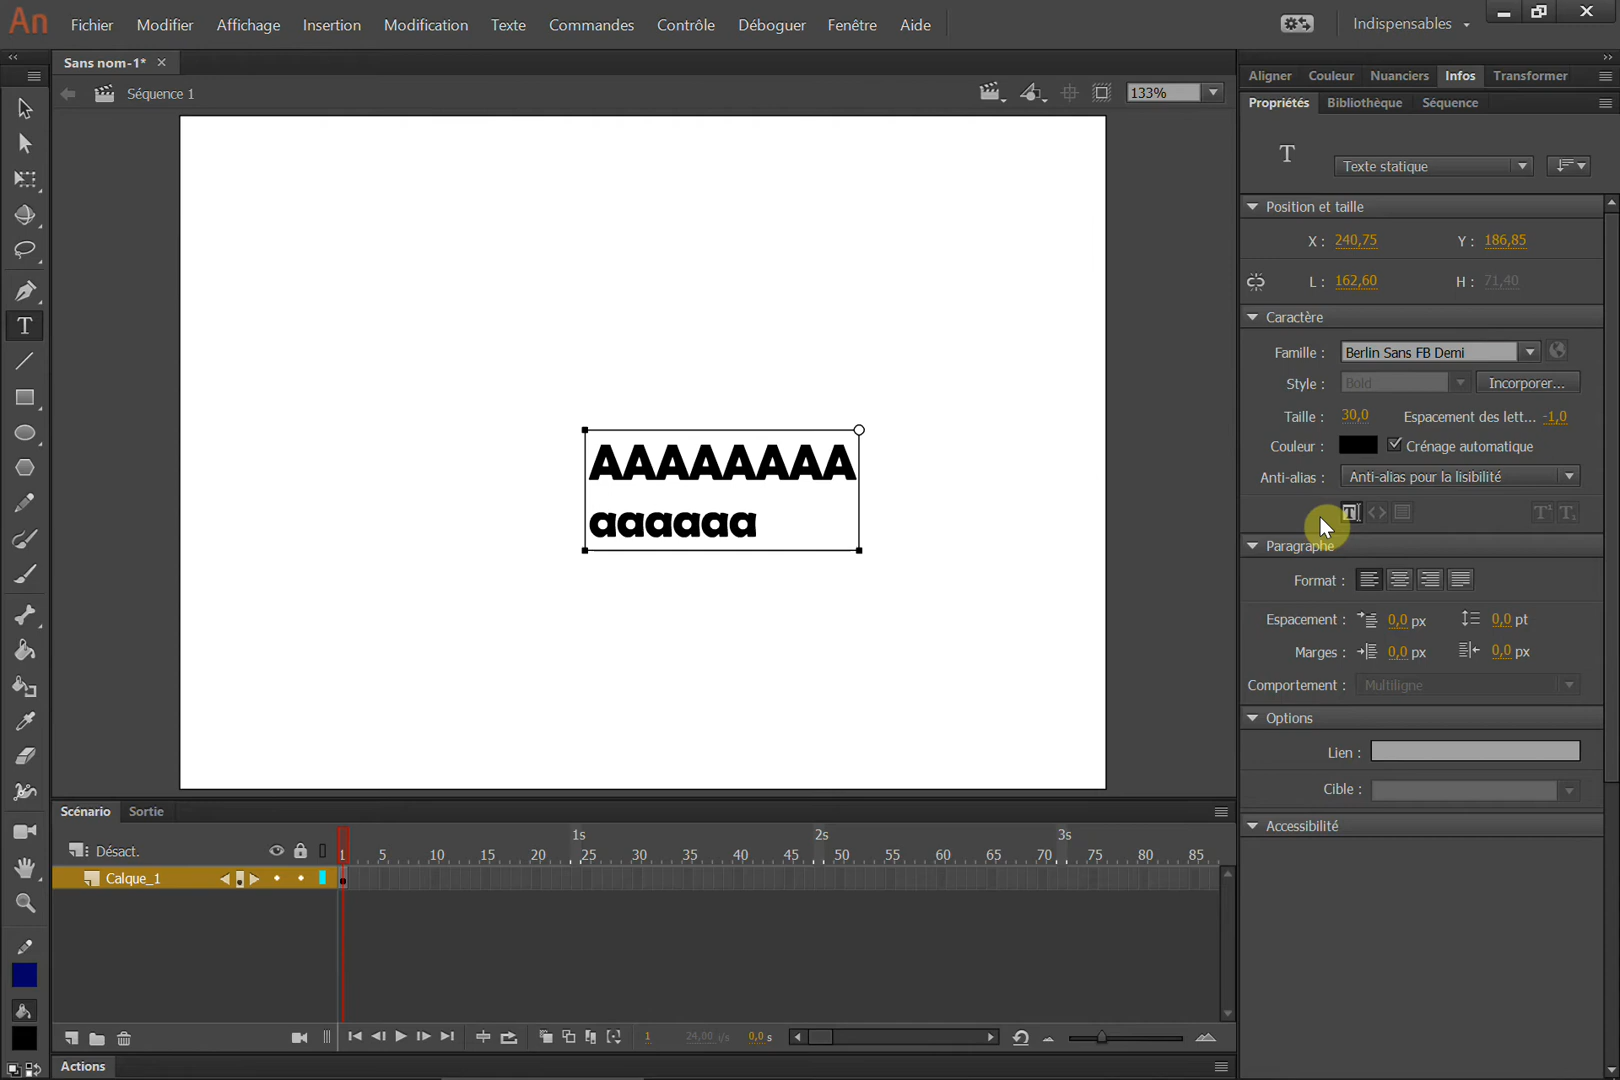 An Fichier Modifier Affichage Insertion Modification Texte Commandes Contrôle Déboguer Fenêtre Aide Indispensables
Sans nom-1*
Séquence 1 133%
AAAAAAAA
aaaaaa
Aligner Couleur Nuanciers Infos Transformer
Propriétés Bibliothèque Séquence
T Texte statique
Position et taille
X : 240,75 Y : 186,85
L : 162,60 H : 71,40
Caractère
Famille : Berlin Sans FB Demi
Style : Bold Incorporer...
Taille : 30,0 Espacement des lett... -1,0
Couleur : Crénage automatique
Anti-alias : Anti-alias pour la lisibilité
Paragraphe
Format :
Espacement : 0,0 px 0,0 pt
Marges : 0,0 px 0,0 px
Comportement : Multiligne
Options
Lien :
Cible :
Accessibilité
Scénario Sortie
1s 2s 3s
Désact. 1 5 10 15 20 25 30 35 40 45 50 55 60 65 70 75 80 85
Calque_1
1 24,00 i/s 0,0 s
Actions